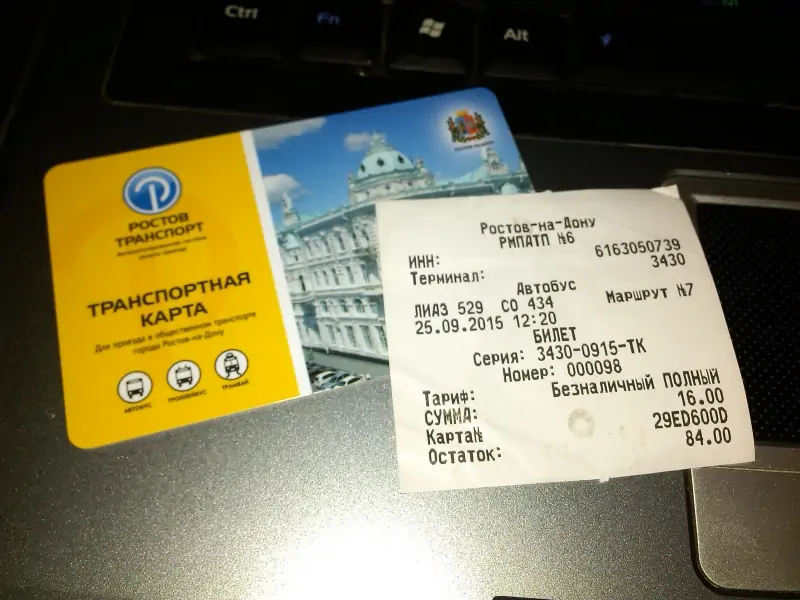 Ctrl
Fn
Alt
РОСТОВ
ТРАНСПОРТ
ТРАНСПОРТНАЯ
КАРТА
Для проезда в общественном транспорте
города Ростов-на-Дону
АВТОБУС
ТРОЛЛЕЙБУС
ТРАМВАЙ
Ростов-на-Дону
РМПАТП №6
ИНН: 6163050739
Терминал: 3430
Автобус
ЛИАЗ 529 СО 434 Маршрут №7
25.09.2015 12:20
БИЛЕТ
Серия: 3430-0915-ТК
Номер: 000098
Тариф: Безналичный ПОЛНЫЙ
СУММА: 16.00
Карта№ 29ED600D
Остаток: 84.00